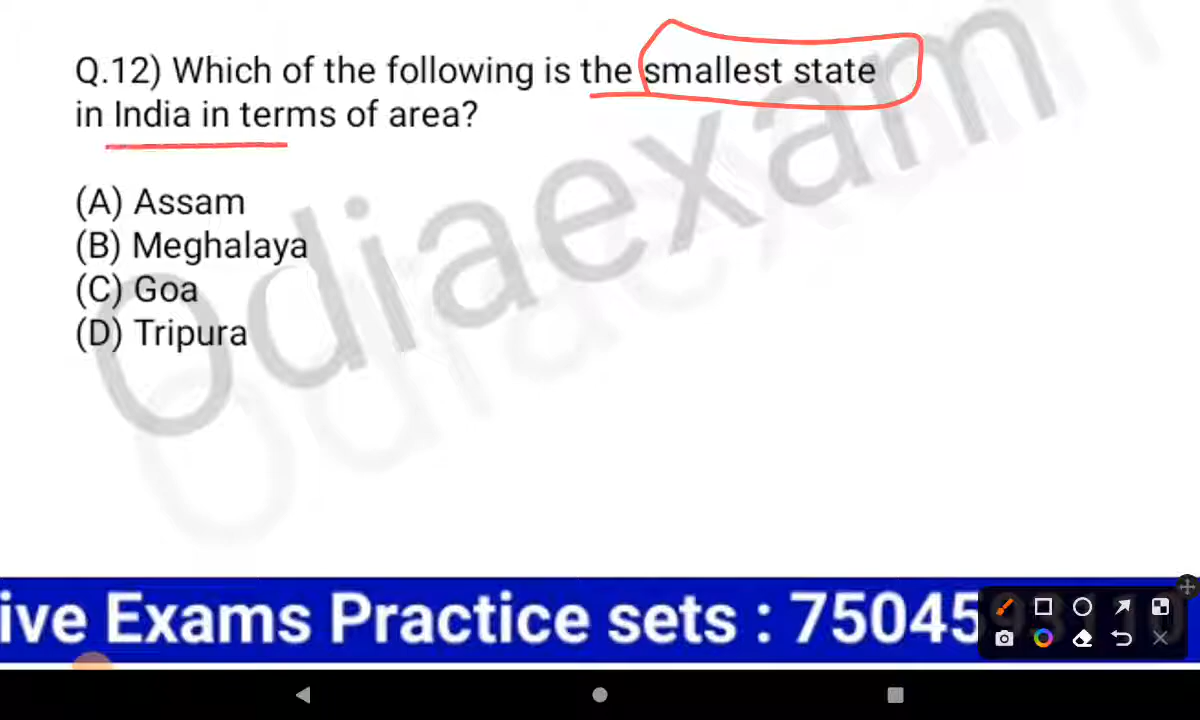 Q.12) Which of the following is the smallest state
in India in terms of area?
(A) Assam
(B) Meghalaya
(C) Goa
(D) Tripura
Odiaexam
ive Exams Practice sets : 75045